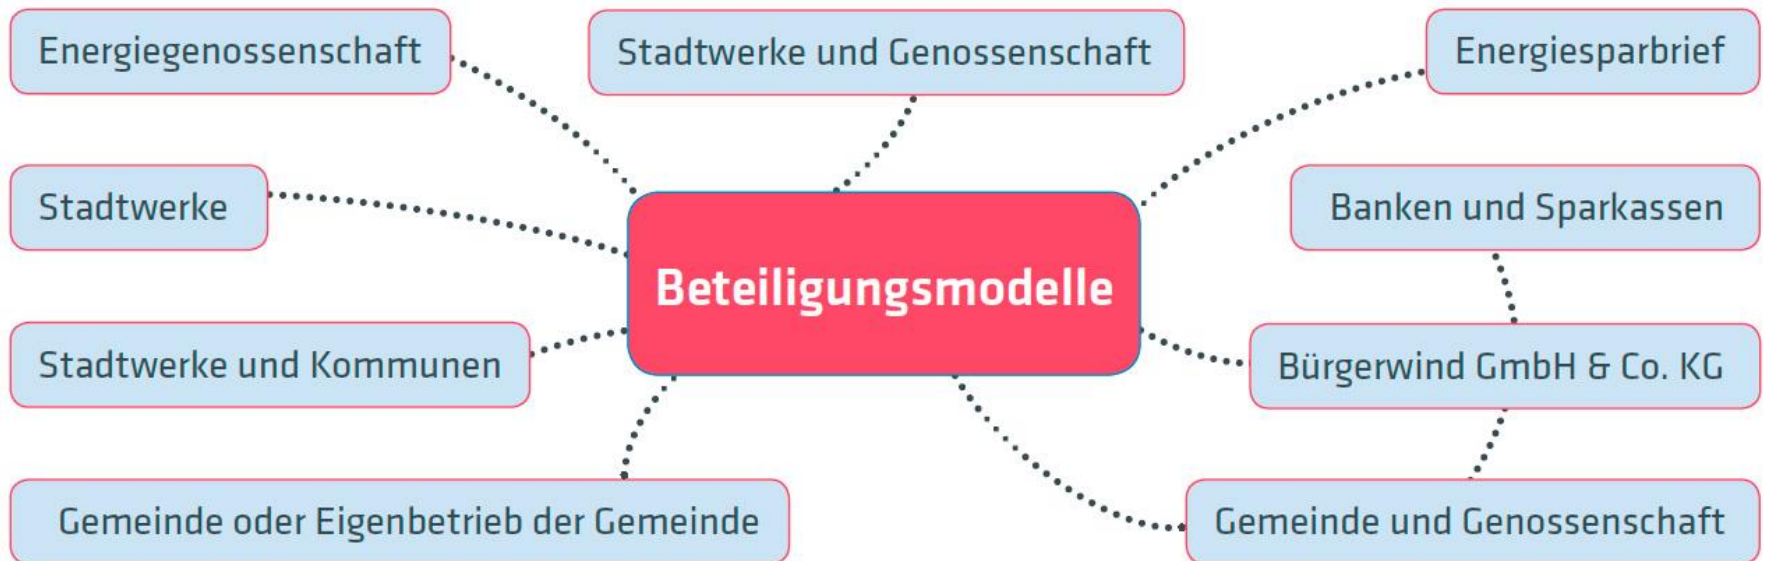 Energiegenossenschaft
Stadtwerke und Genossenschaft
Energiesparbrief
Stadtwerke
Banken und Sparkassen
Beteiligungsmodelle
Stadtwerke und Kommunen
Bürgerwind GmbH & Co. KG
Gemeinde oder Eigenbetrieb der Gemeinde
Gemeinde und Genossenschaft